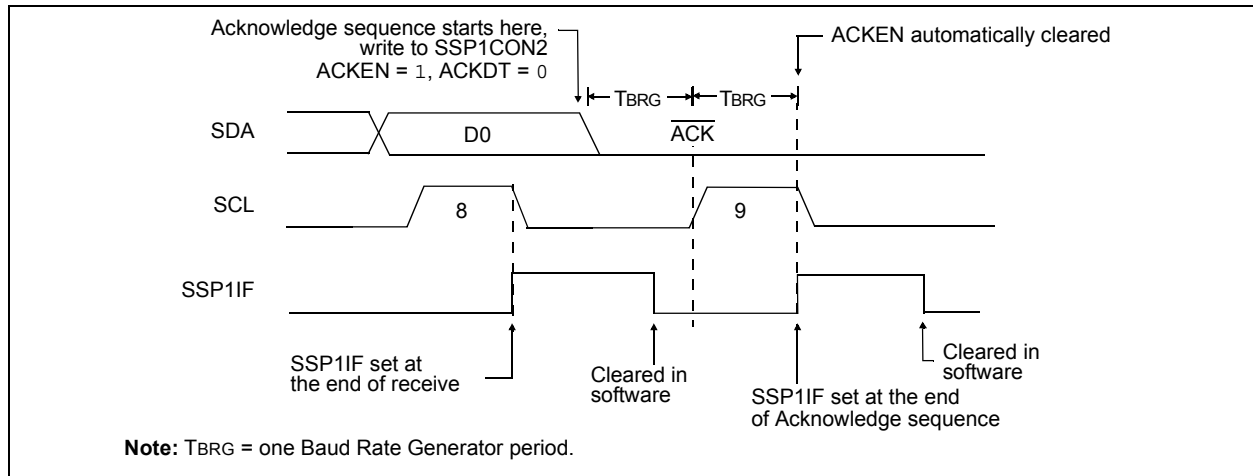 Acknowledge sequence starts here,
write to SSP1CON2
ACKEN = 1, ACKDT = 0
ACKEN automatically cleared
TBRG
TBRG
SDA
D0
ACK
SCL
8
9
SSP1IF
SSP1IF set at
the end of receive
Cleared in
software
SSP1IF set at the end
of Acknowledge sequence
Cleared in
software
Note: TBRG = one Baud Rate Generator period.